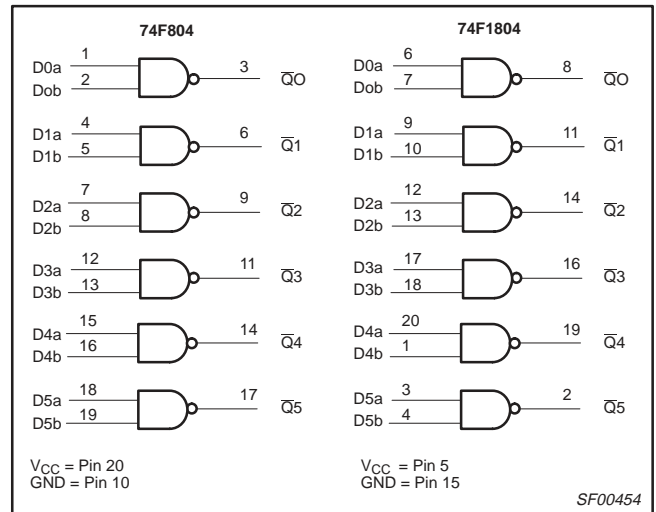 74F804
1
D0a
2
Dob
3
Q̅O
4
D1a
5
D1b
6
Q̅1
7
D2a
8
D2b
9
Q̅2
12
D3a
13
D3b
11
Q̅3
15
D4a
16
D4b
14
Q̅4
18
D5a
19
D5b
17
Q̅5
VCC = Pin 20
GND = Pin 10
74F1804
6
D0a
7
Dob
8
Q̅O
9
D1a
10
D1b
11
Q̅1
12
D2a
13
D2b
14
Q̅2
17
D3a
18
D3b
16
Q̅3
20
D4a
1
D4b
19
Q̅4
3
D5a
4
D5b
2
Q̅5
VCC = Pin 5
GND = Pin 15
SF00454